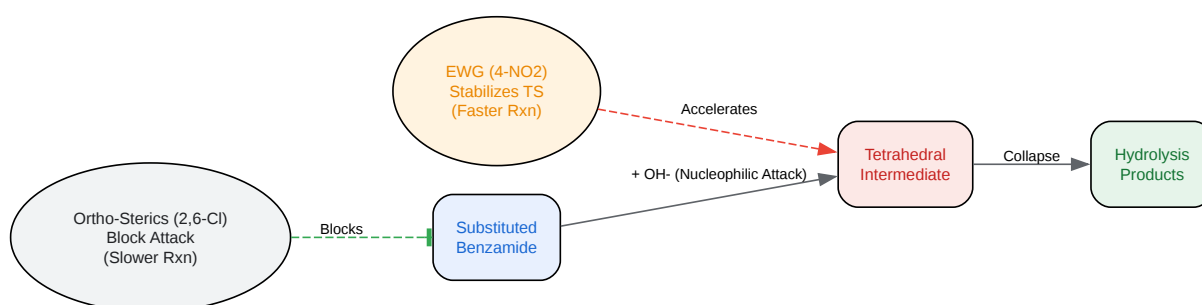 EWG (4-NO2)
Stabilizes TS
(Faster Rxn)
Accelerates
Tetrahedral
Intermediate
Collapse
Hydrolysis
Products
+ OH- (Nucleophilic Attack)
Ortho-Sterics (2,6-Cl)
Block Attack
(Slower Rxn)
Blocks
Substituted
Benzamide